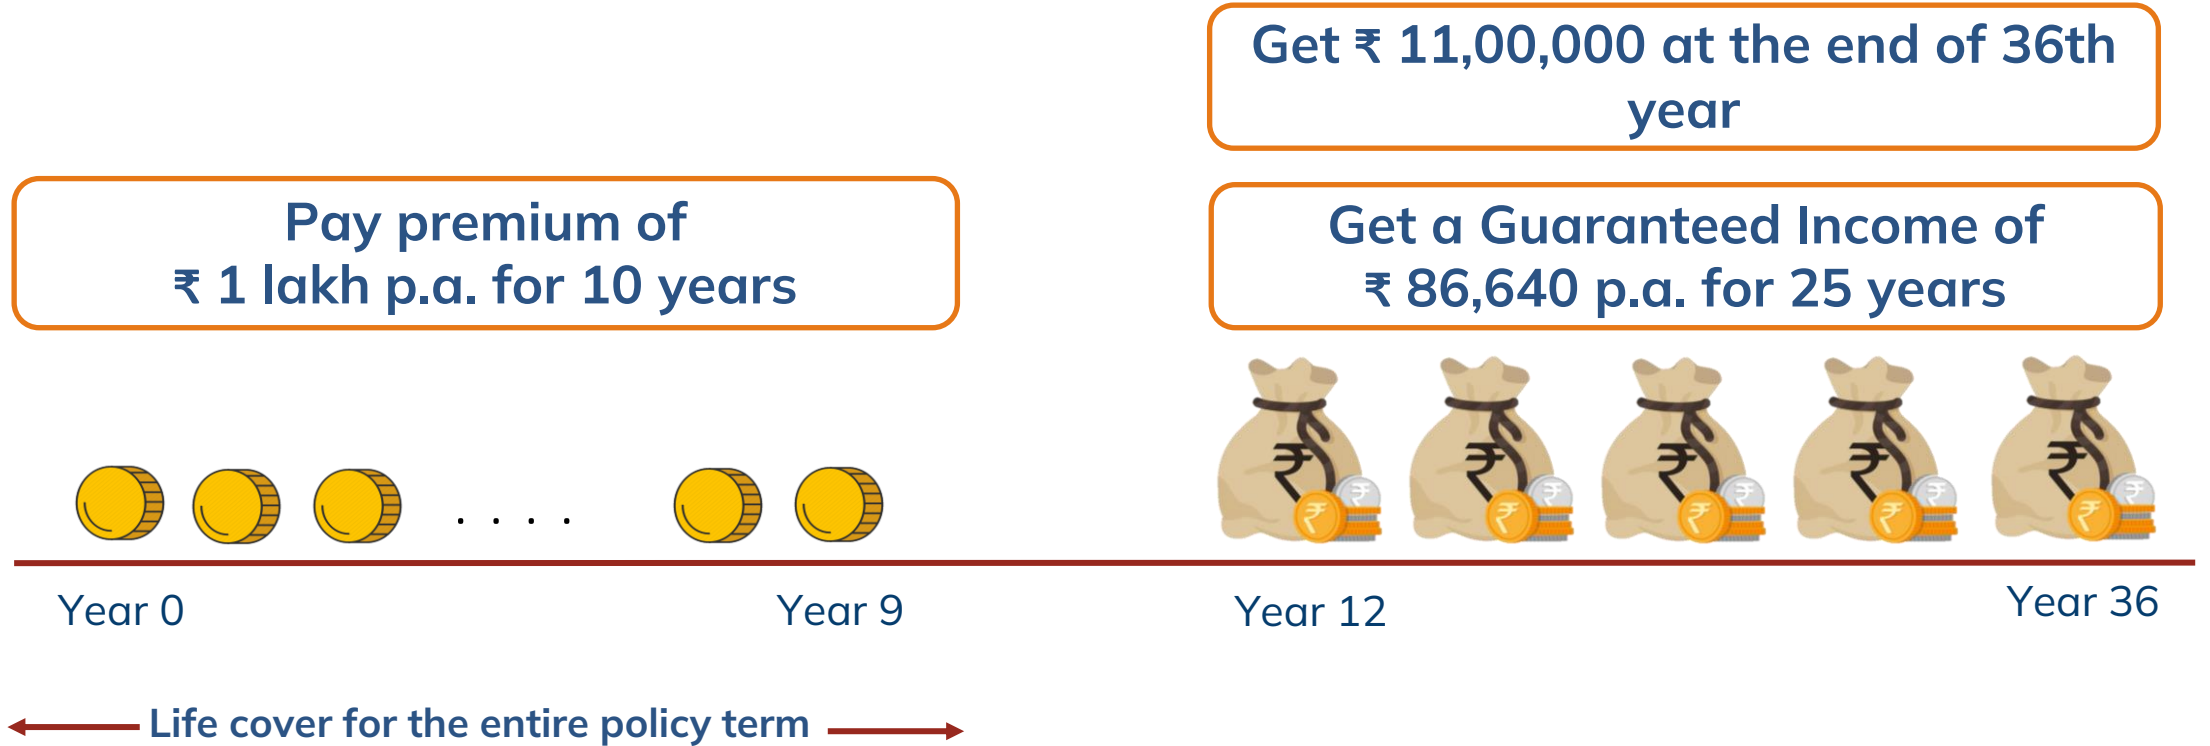 Get ₹ 11,00,000 at the end of 36th
year
Pay premium of
₹ 1 lakh p.a. for 10 years
Get a Guaranteed Income of
₹ 86,640 p.a. for 25 years
₹ ₹ ₹ ₹ ₹
₹ ₹ ₹ ₹ ₹
₹ ₹ ₹ ₹ ₹
. . . .
Year 0
Year 9
Year 12
Year 36
Life cover for the entire policy term